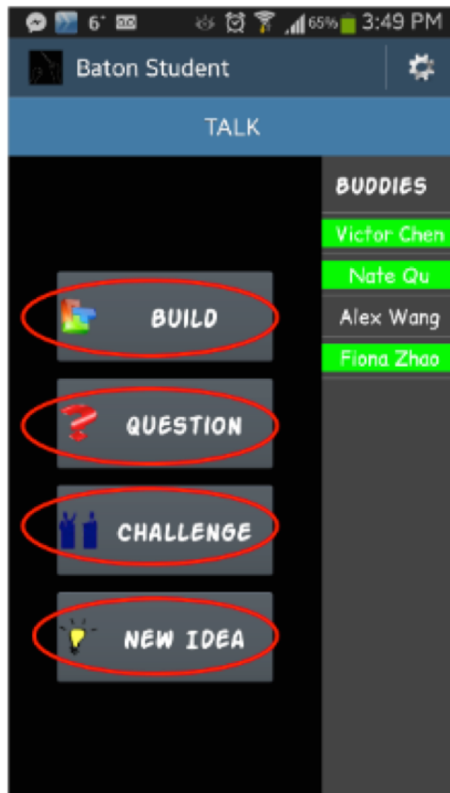 6° 65% 3:49 PM
Baton Student
TALK
BUDDIES
Victor Chen
Nate Qu
Alex Wang
Fiona Zhao
BUILD
QUESTION
CHALLENGE
NEW IDEA